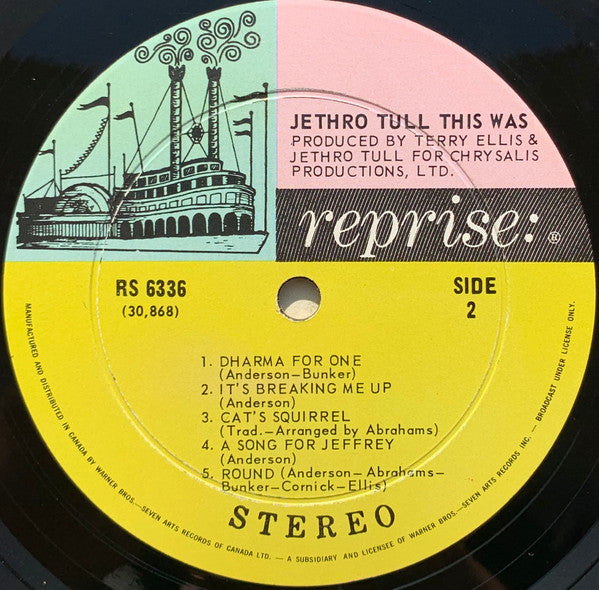 JETHRO TULL THIS WAS
PRODUCED BY TERRY ELLIS &
JETHRO TULL FOR CHRYSALIS
PRODUCTIONS, LTD.
reprise: ®
RS 6336
(30,868)
SIDE
2
1. DHARMA FOR ONE
(Anderson—Bunker)
2. IT'S BREAKING ME UP
(Anderson)
3. CAT'S SQUIRREL
(Trad.—Arranged by Abrahams)
4. A SONG FOR JEFFREY
(Anderson)
5. ROUND (Anderson—Abrahams—
Bunker—Cornick—Ellis)
STEREO
MANUFACTURED AND DISTRIBUTED IN CANADA BY WARNER BROS.—SEVEN ARTS RECORDS OF CANADA LTD. — A SUBSIDIARY AND LICENSEE OF WARNER BROS.—SEVEN ARTS RECORDS INC. — BROADCAST UNDER LICENSE ONLY.